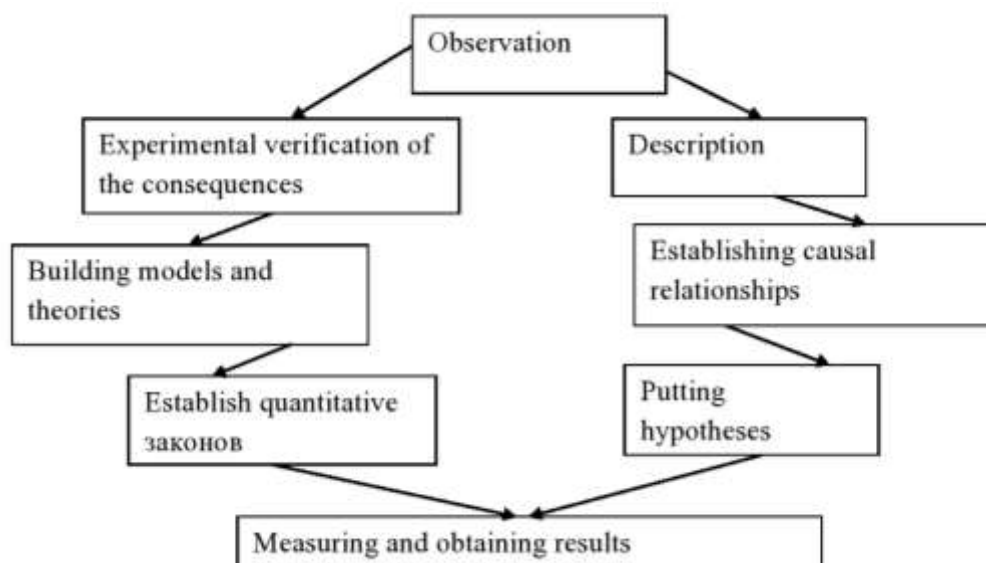 Observation
Experimental verification of
the consequences
Description
Building models and
theories
Establishing causal
relationships
Establish quantitative
законов
Putting
hypotheses
Measuring and obtaining results